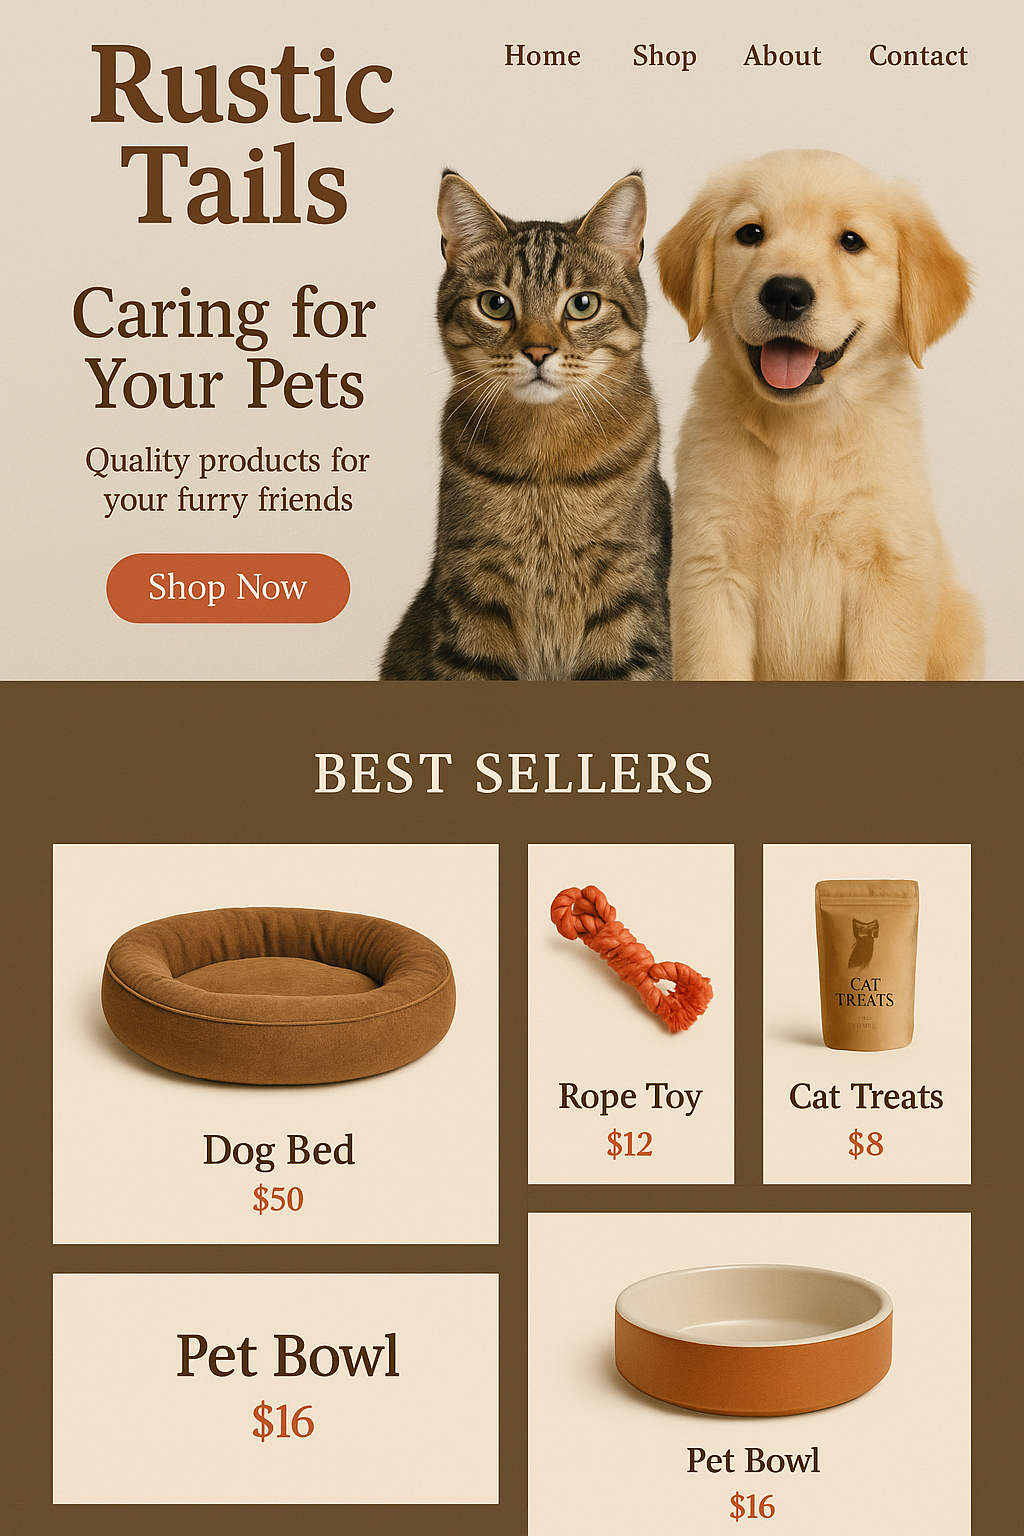 Rustic
Tails
Home Shop About Contact
Caring for
Your Pets
Quality products for
your furry friends
Shop Now
BEST SELLERS
Dog Bed
$50
CAT
TREATS
Rope Toy
$12
Cat Treats
$8
Pet Bowl
$16
Pet Bowl
$16